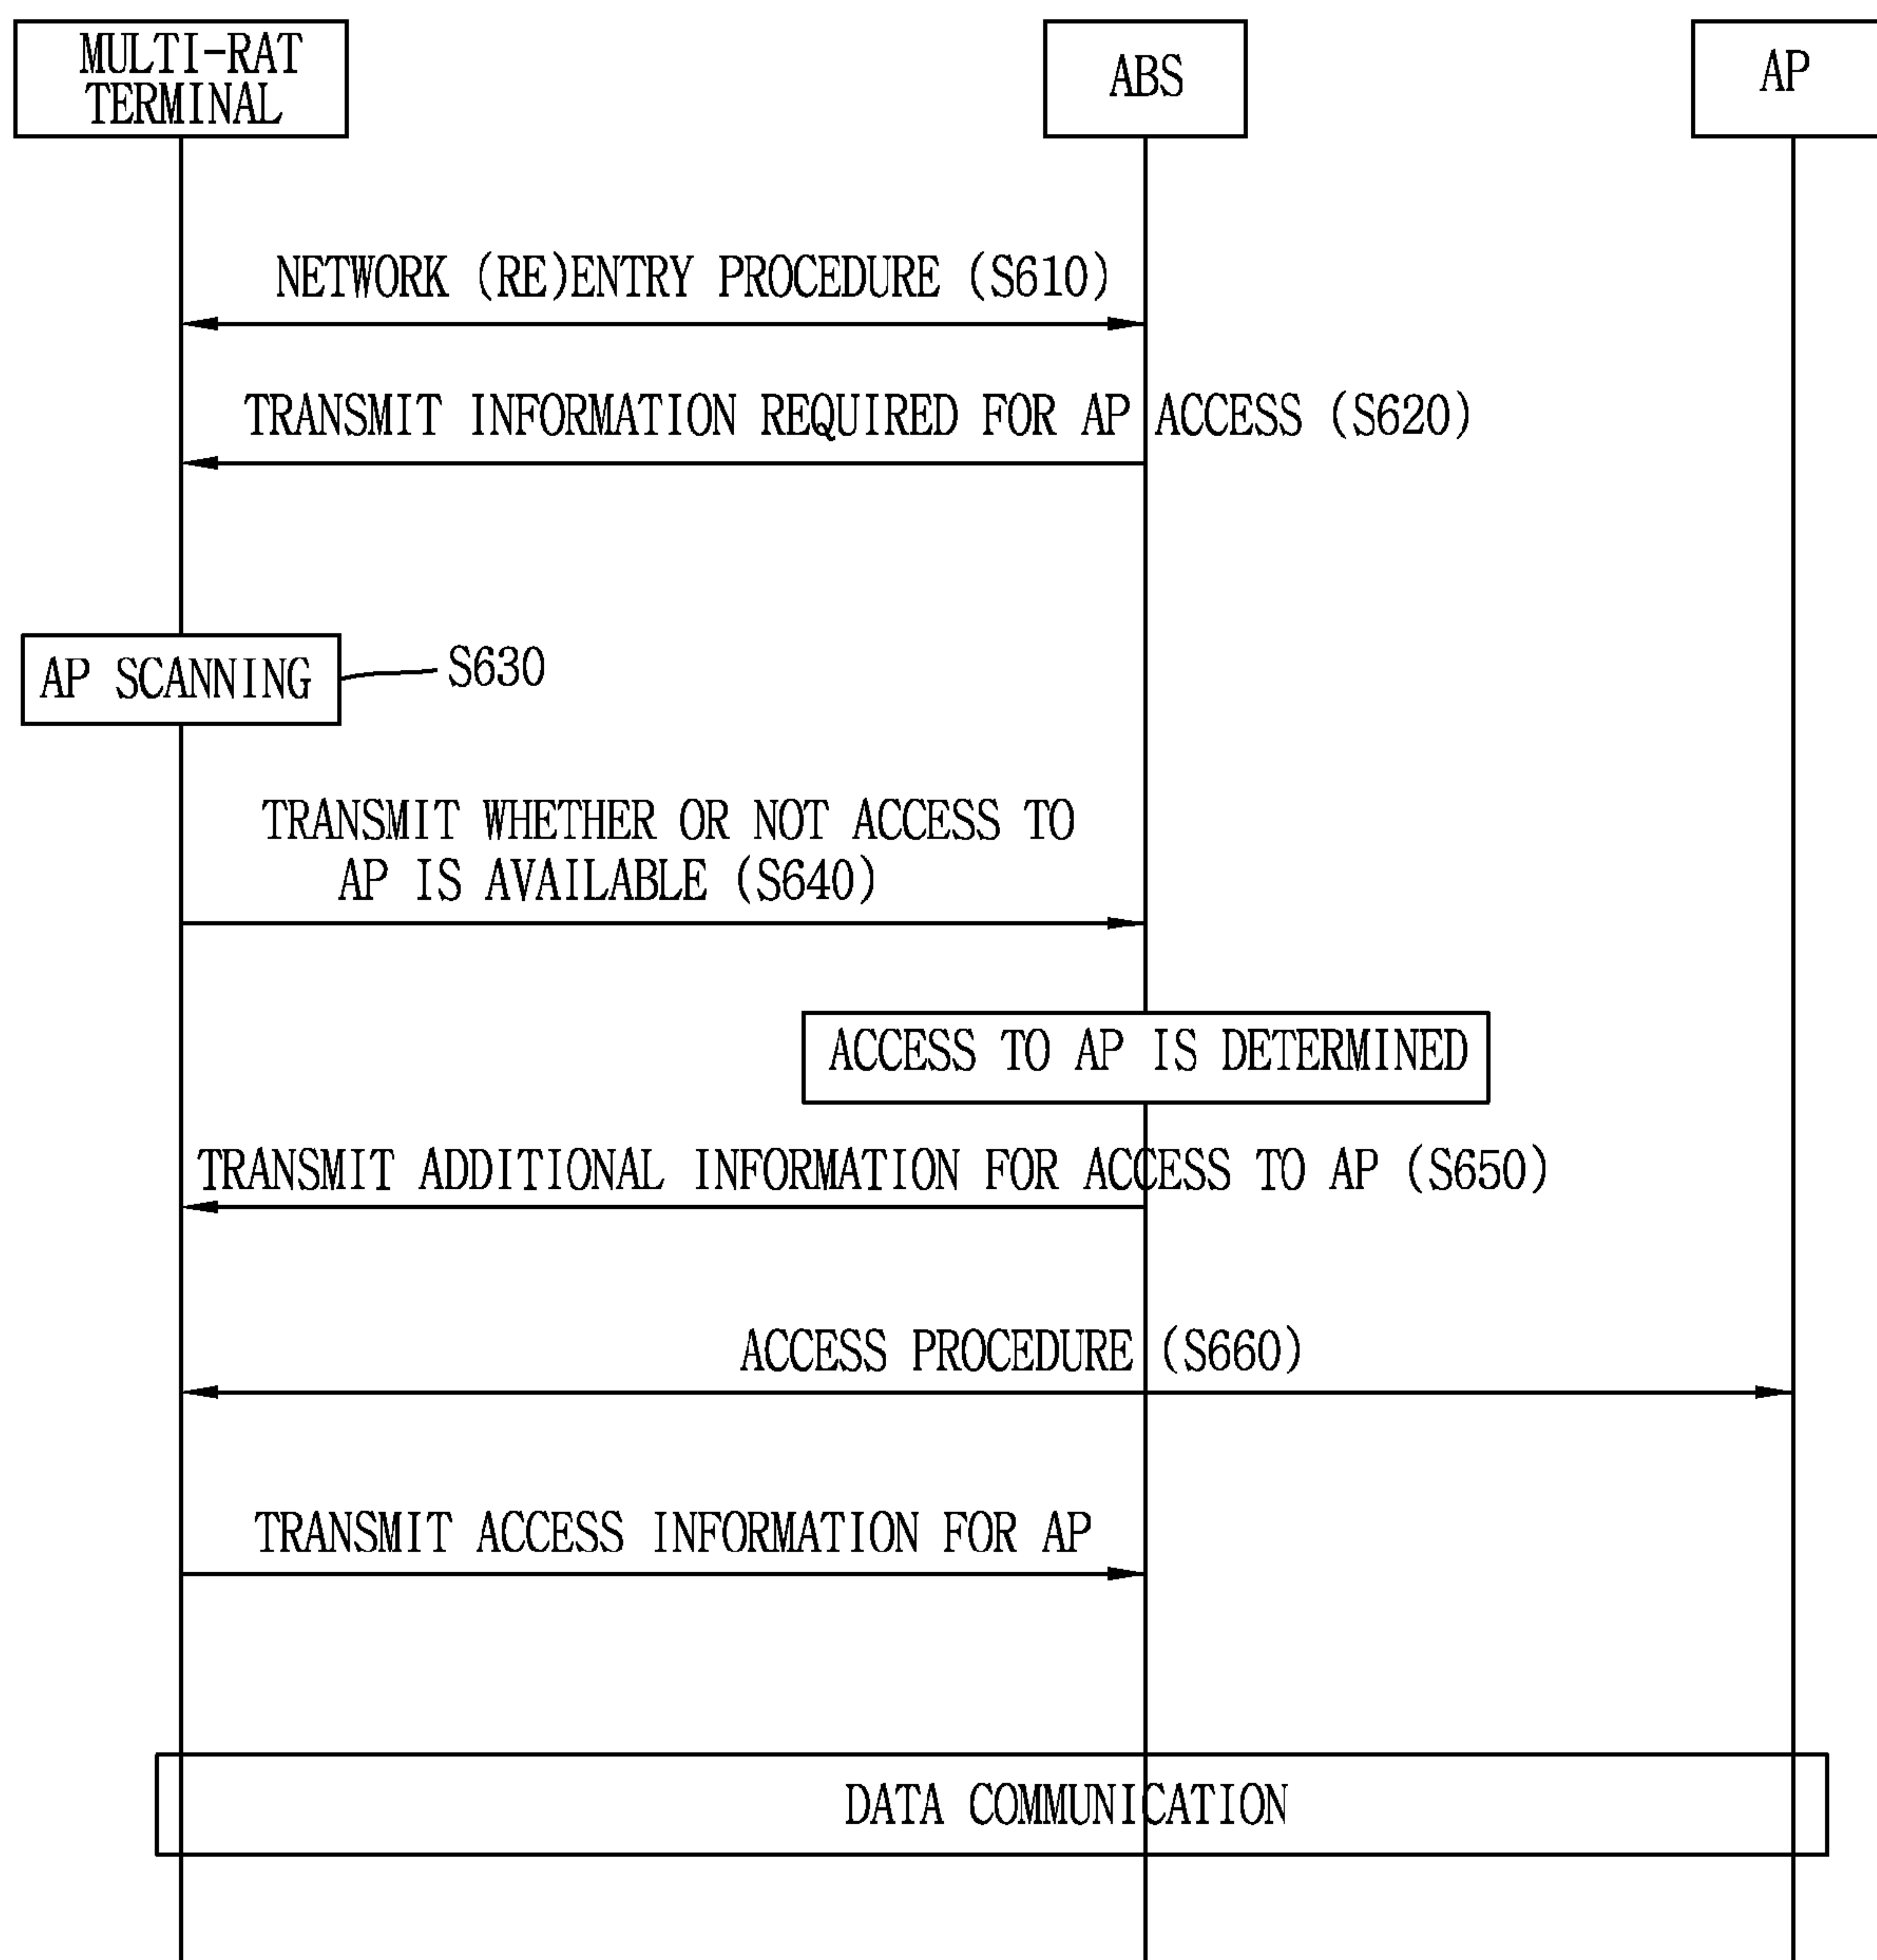 MULTI-RAT
TERMINAL
ABS
AP
NETWORK (RE)ENTRY PROCEDURE (S610)
TRANSMIT INFORMATION REQUIRED FOR AP ACCESS (S620)
AP SCANNING
S630
TRANSMIT WHETHER OR NOT ACCESS TO
AP IS AVAILABLE (S640)
ACCESS TO AP IS DETERMINED
TRANSMIT ADDITIONAL INFORMATION FOR ACCESS TO AP (S650)
ACCESS PROCEDURE (S660)
TRANSMIT ACCESS INFORMATION FOR AP
DATA COMMUNICATION